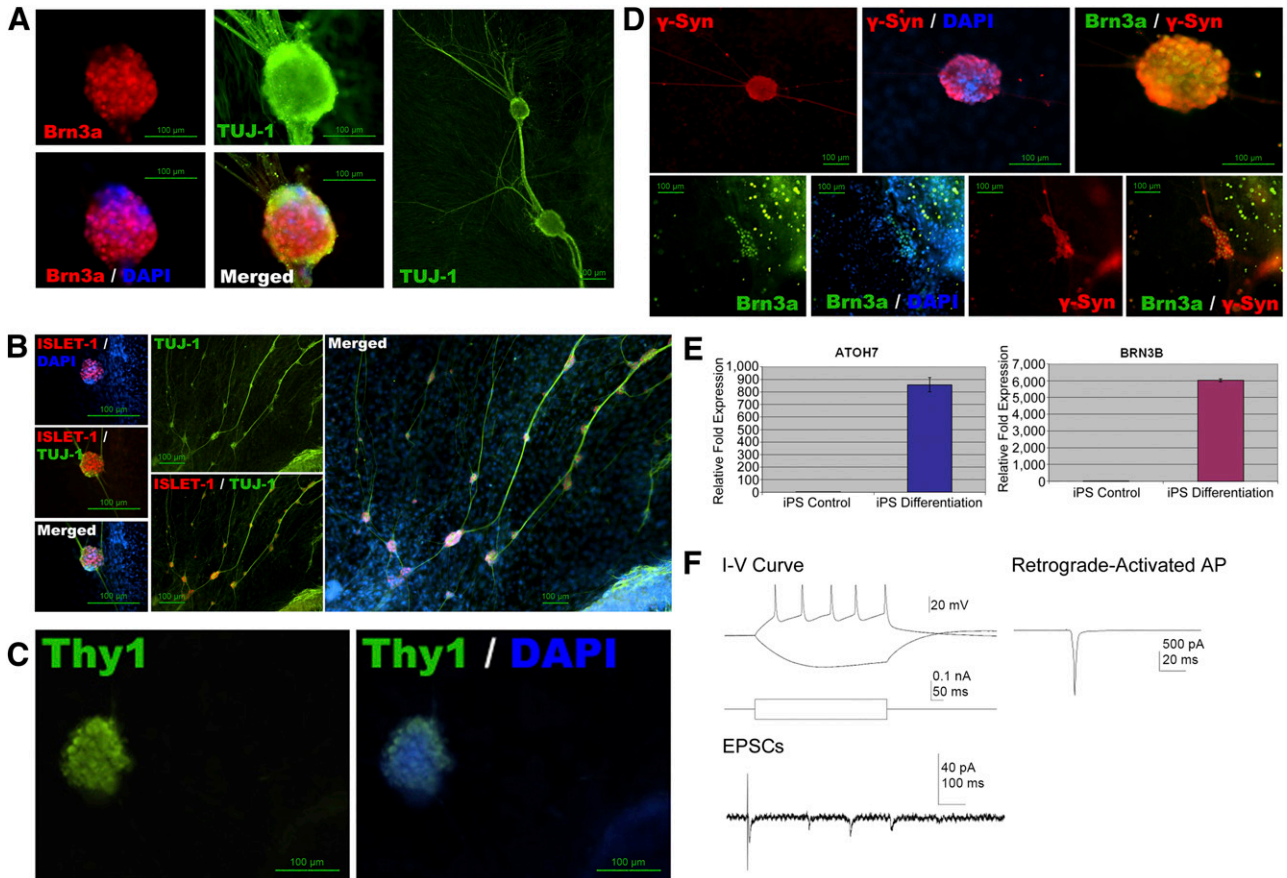 A
Brn3a
100 µm
TUJ-1
100 µm
Brn3a / DAPI
100 µm
Merged
100 µm
TUJ-1
B
ISLET-1 /
DAPI
100 µm
ISLET-1 /
TUJ-1
100 µm
Merged
100 µm
TUJ-1
100 µm
ISLET-1 / TUJ-1
100 µm
Merged
100 µm
C
Thy1
100 µm
Thy1 / DAPI
100 µm
D
γ-Syn
100 µm
γ-Syn / DAPI
100 µm
Brn3a / γ-Syn
100 µm
100 µm
Brn3a
100 µm
Brn3a / DAPI
100 µm
γ-Syn
100 µm
Brn3a / γ-Syn
E
ATOH7
Relative Fold Expression
1,000
900
800
700
600
500
400
300
200
100
0
iPS Control
iPS Differentiation
BRN3B
Relative Fold Expression
7,000
6,000
5,000
4,000
3,000
2,000
1,000
0
iPS Control
iPS Differentiation
F
I-V Curve
20 mV
0.1 nA
50 ms
Retrograde-Activated AP
500 pA
20 ms
EPSCs
40 pA
100 ms